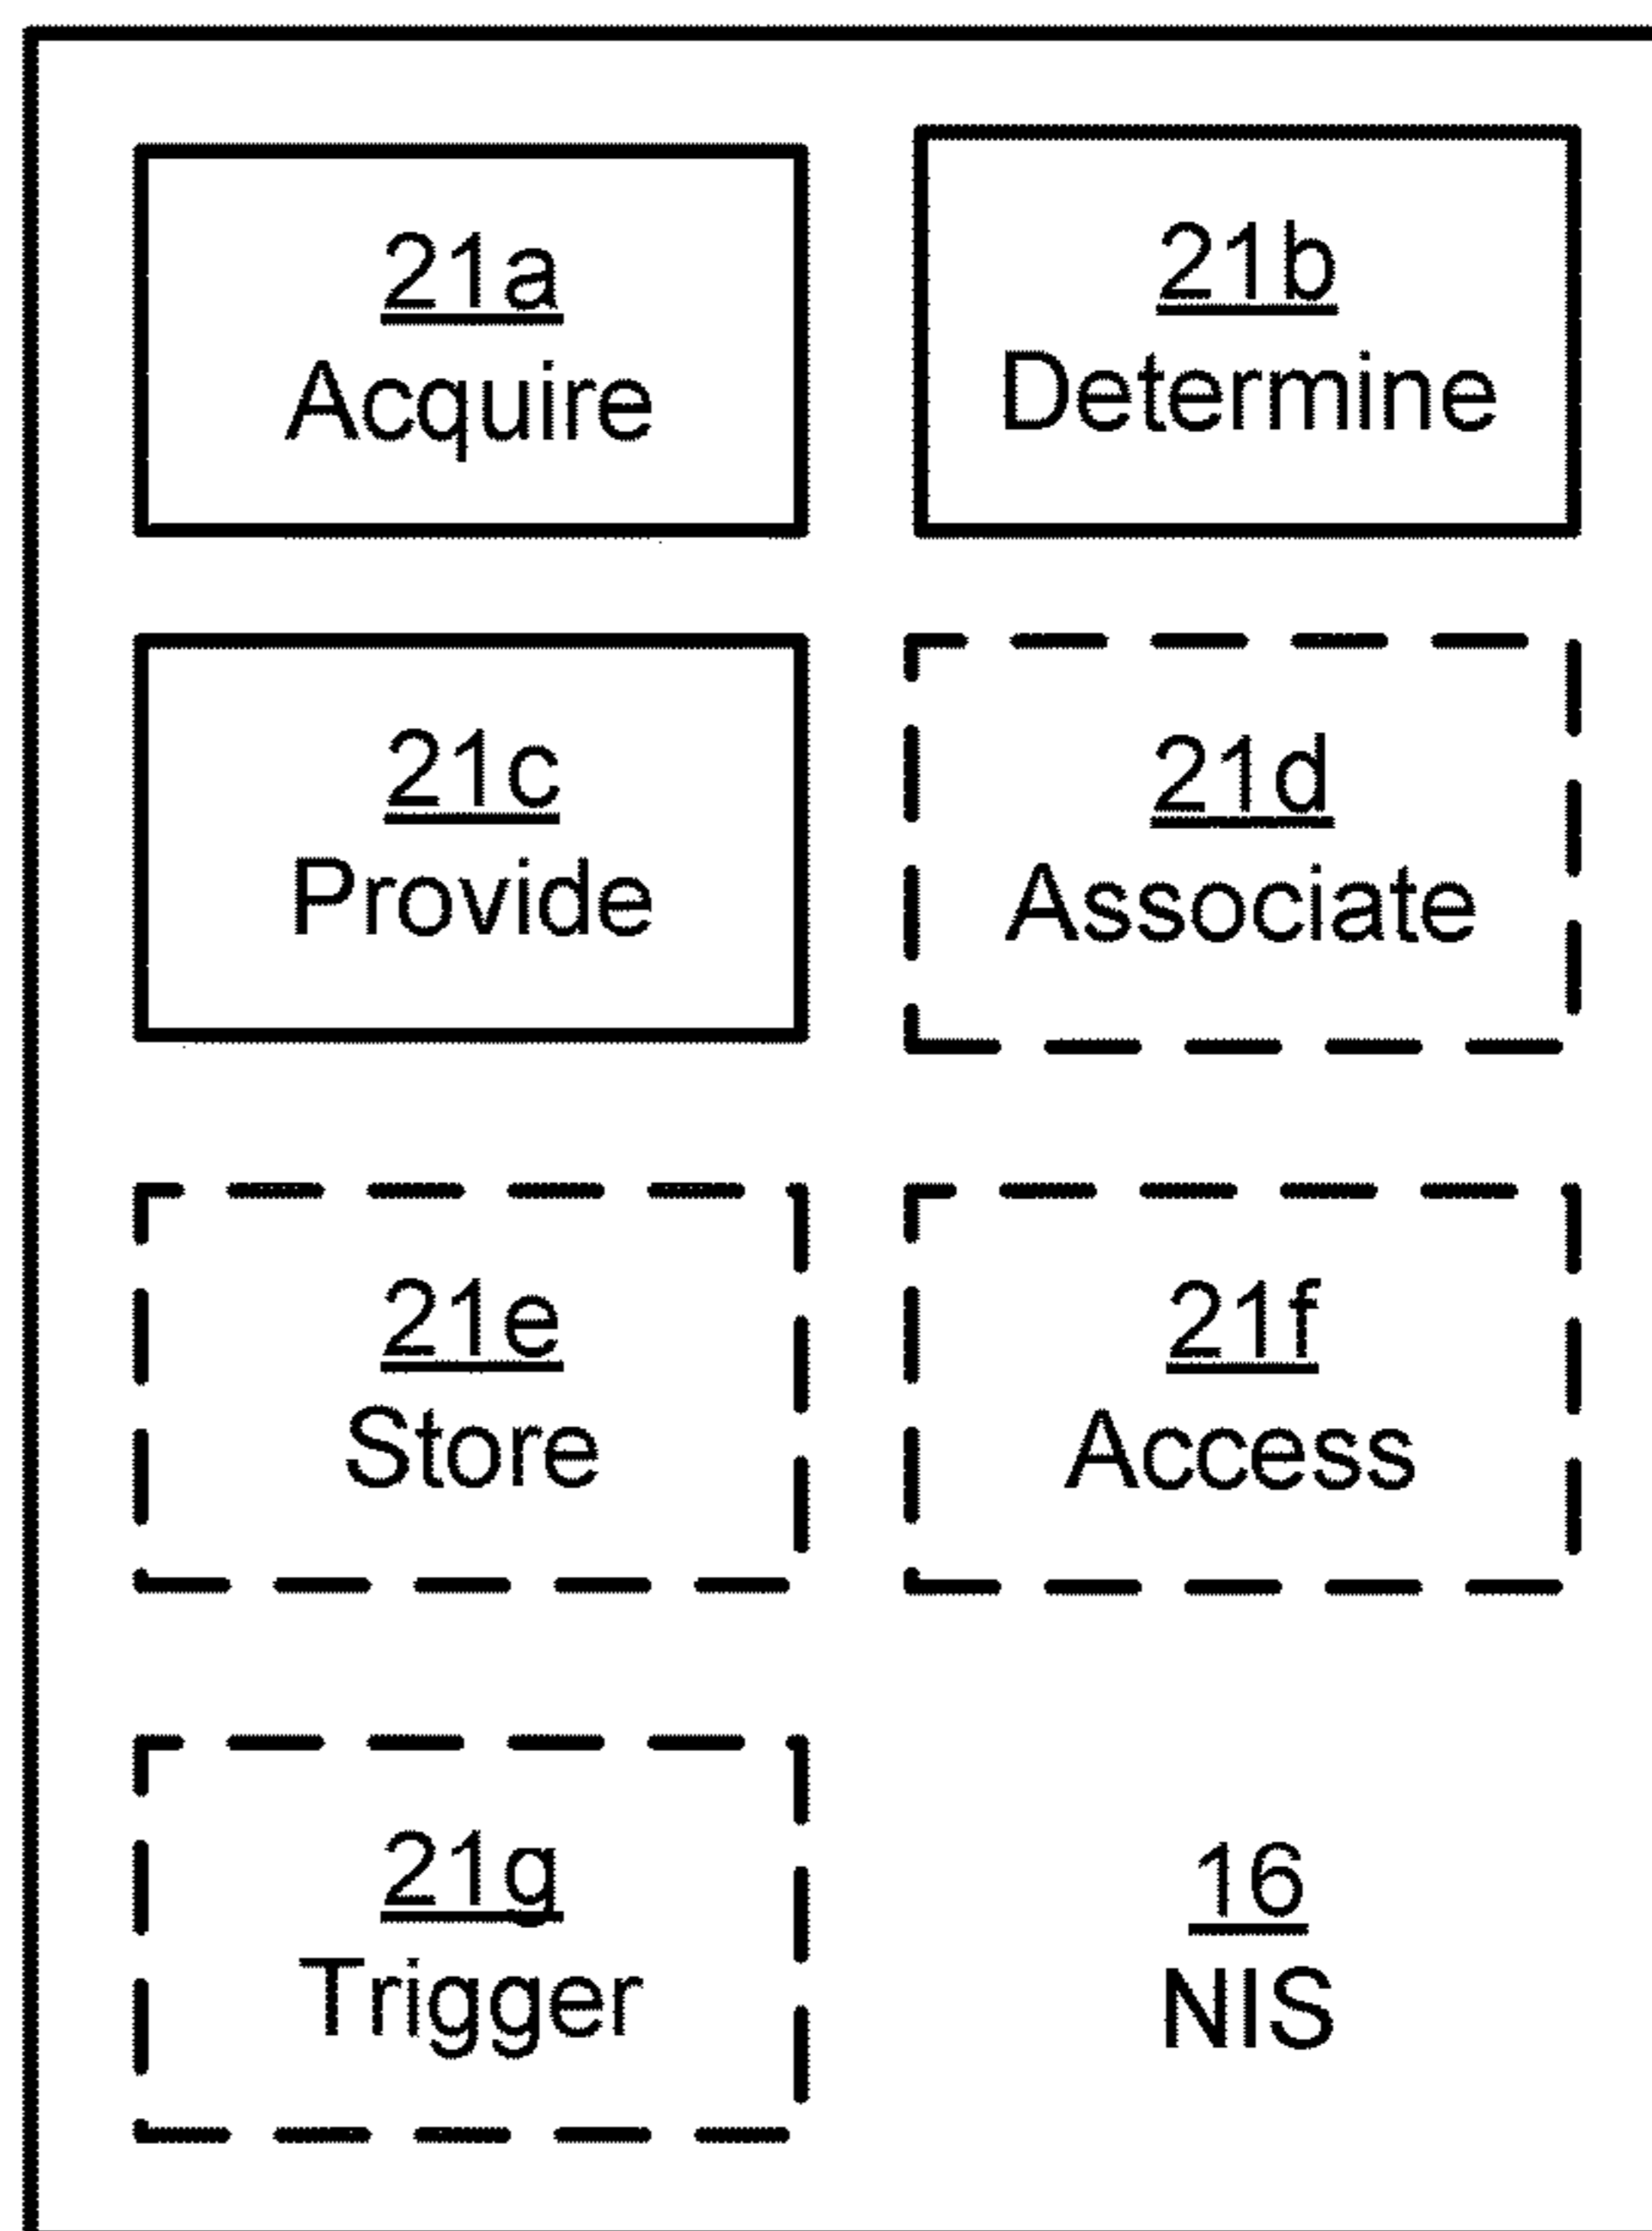 21a
Acquire
21b
Determine
21c
Provide
21d
Associate
21e
Store
21f
Access
21g
Trigger
16
NIS